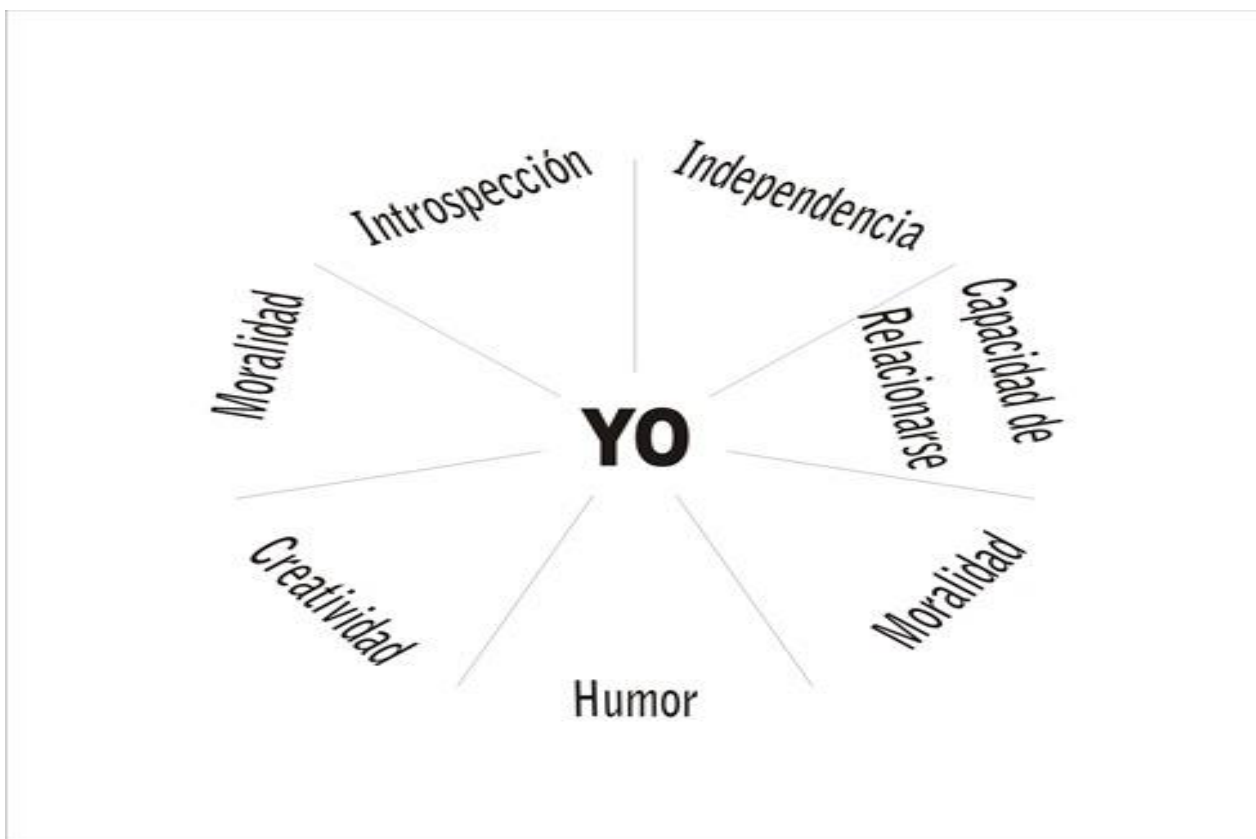 Introspección
Independencia
Capacidad de
Relacionarse
Moralidad
YO
Moralidad
Creatividad
Humor